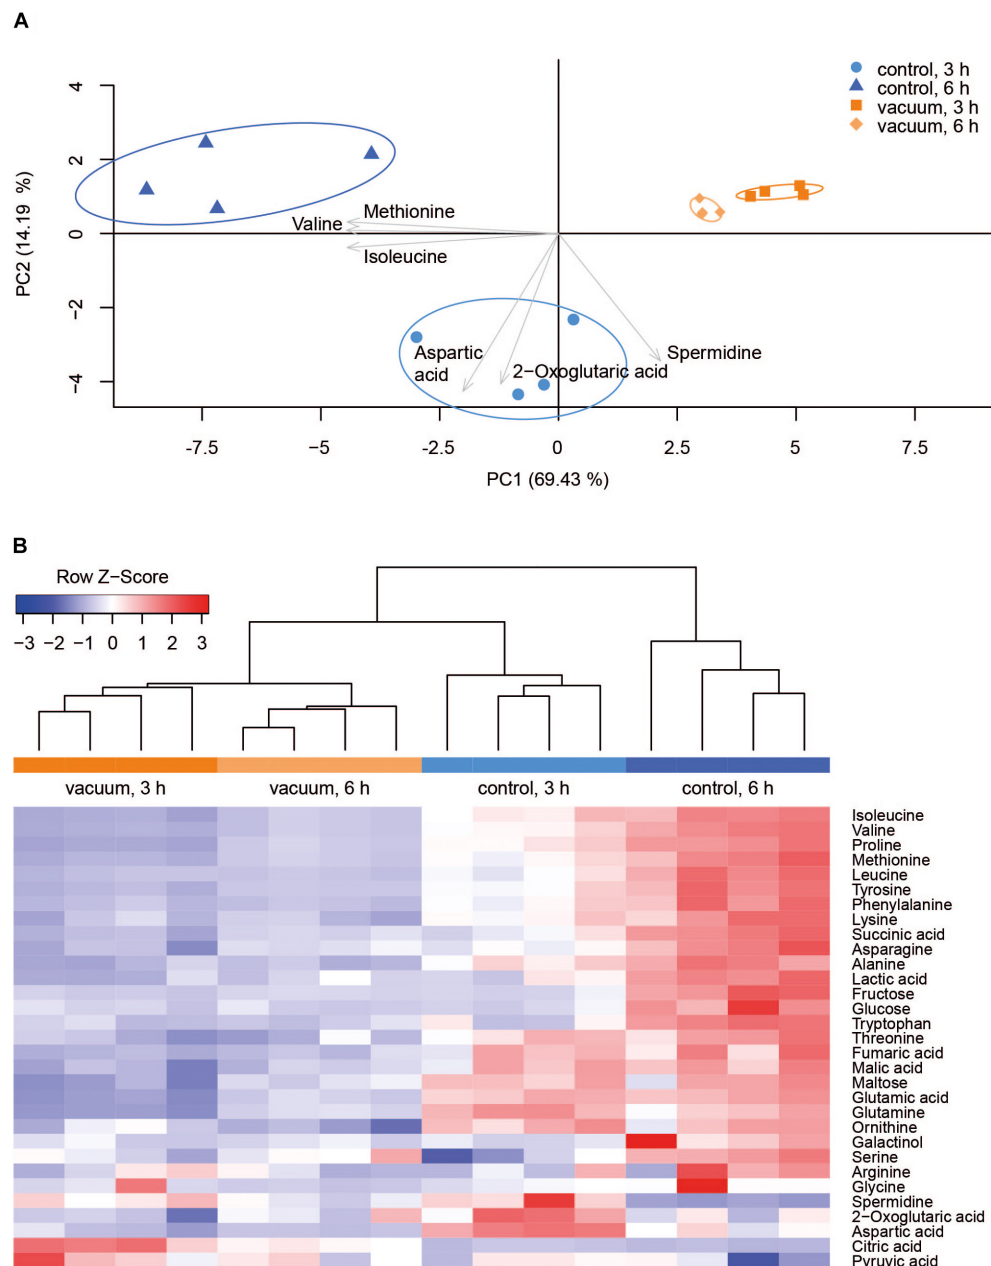 A
control, 3 h
control, 6 h
vacuum, 3 h
vacuum, 6 h
4
2
0
−2
−4
PC2 (14.19 %)
Methionine
Valine
Isoleucine
Aspartic
acid
2−Oxoglutaric acid
Spermidine
-7.5
−5
-2.5
0
2.5
5
7.5
PC1 (69.43 %)
B
Row Z−Score
−3 −2 −1 0 1 2 3
vacuum, 3 h
vacuum, 6 h
control, 3 h
control, 6 h
Isoleucine
Valine
Proline
Methionine
Leucine
Tyrosine
Phenylalanine
Lysine
Succinic acid
Asparagine
Alanine
Lactic acid
Fructose
Glucose
Tryptophan
Threonine
Fumaric acid
Malic acid
Maltose
Glutamic acid
Glutamine
Ornithine
Galactinol
Serine
Arginine
Glycine
Spermidine
2−Oxoglutaric acid
Aspartic acid
Citric acid
Pyruvic acid